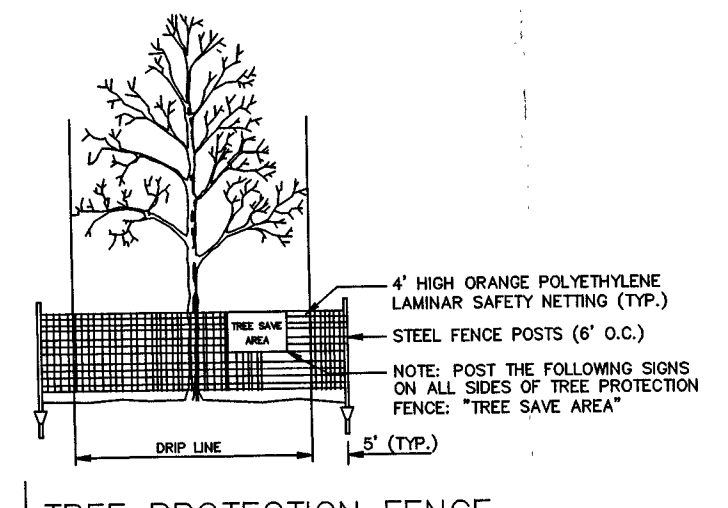 4' HIGH ORANGE POLYETHYLENE
LAMINAR SAFETY NETTING (TYP.)
TREE SAVE
AREA
STEEL FENCE POSTS (6' O.C.)
NOTE: POST THE FOLLOWING SIGNS
ON ALL SIDES OF TREE PROTECTION
FENCE: "TREE SAVE AREA"
DRIP LINE
5' (TYP.)
TREE PROTECTION FENCE